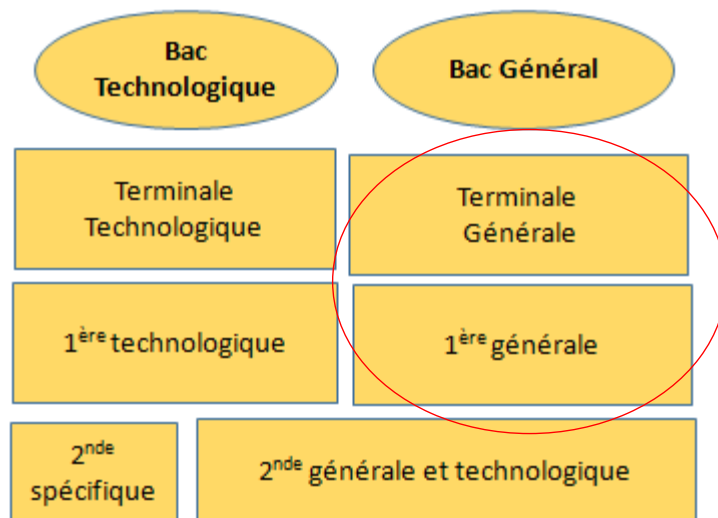 Bac
Technologique
Bac Général
Terminale
Technologique
Terminale
Générale
1ère technologique
1ère générale
2nde
spécifique
2nde générale et technologique